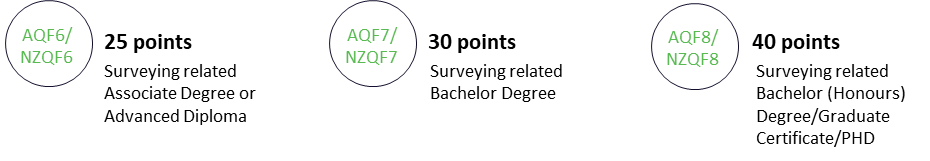 AQF6/
NZQF6
25 points
Surveying related
Associate Degree or
Advanced Diploma
AQF7/
NZQF7
30 points
Surveying related
Bachelor Degree
AQF8/
NZQF8
40 points
Surveying related
Bachelor (Honours)
Degree/Graduate
Certificate/PHD